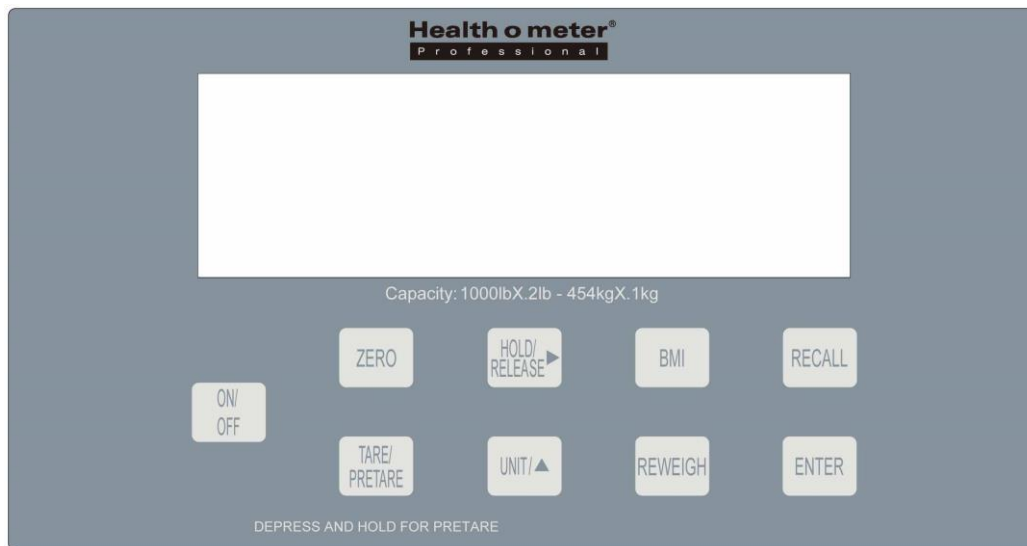 Health o meter®
Professional
Capacity: 1000lbX.2lb - 454kgX.1kg
ZERO
HOLD/
RELEASE▶
BMI
RECALL
ON/
OFF
TARE/
PRETARE
UNIT/▲
REWEIGH
ENTER
DEPRESS AND HOLD FOR PRETARE